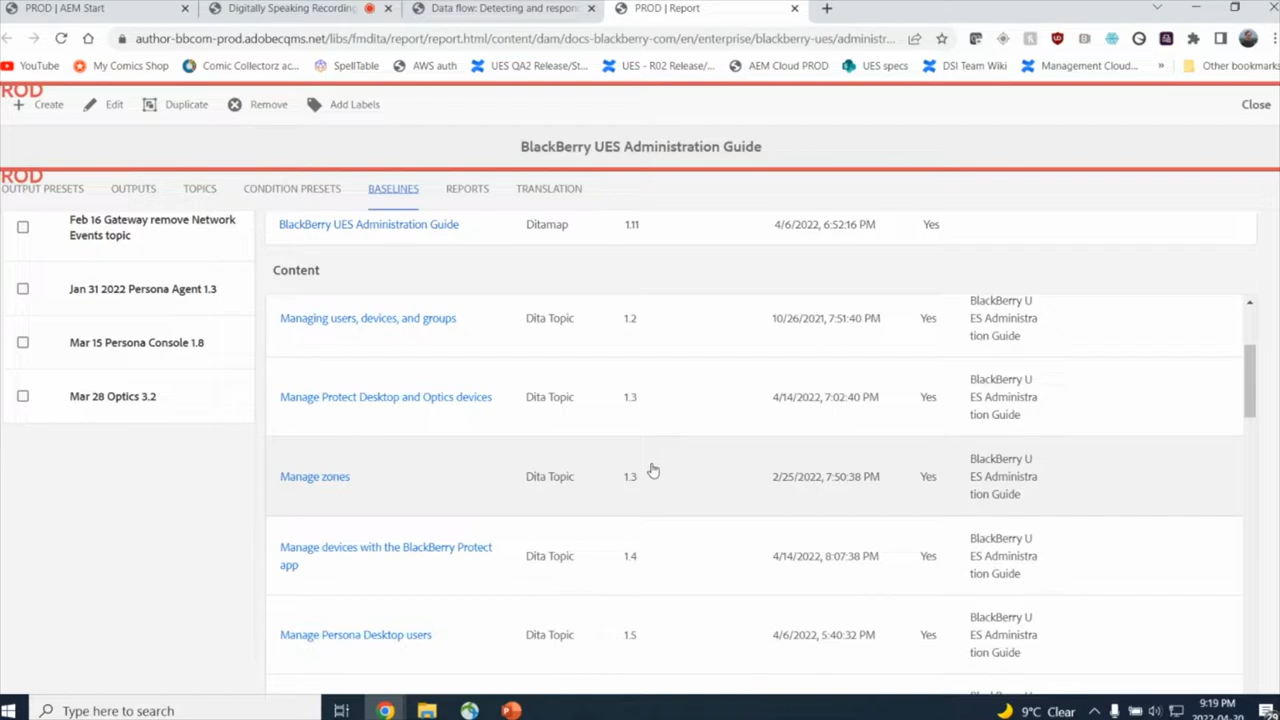 PROD | AEM Start
Digitally Speaking Recording
Data flow: Detecting and respon
PROD | Report
author-bbcom-prod.adobecqms.net/libs/fmdita/report/report.html/content/dam/docs-blackberry-com/en/enterprise/blackberry-ues/administr...
YouTube
My Comics Shop
Comic Collectorz ac...
SpellTable
AWS auth
UES QA2 Release/St...
UES - R02 Release/...
AEM Cloud PROD
UES specs
DSI Team Wiki
Management Cloud...
»
Other bookmarks
ROD
Create
Edit
Duplicate
Remove
Add Labels
Close
BlackBerry UES Administration Guide
ROD
OUTPUT PRESETS
OUTPUTS
TOPICS
CONDITION PRESETS
BASELINES
REPORTS
TRANSLATION
Feb 16 Gateway remove Network
Events topic
Jan 31 2022 Persona Agent 1.3
Mar 15 Persona Console 1.8
Mar 28 Optics 3.2
BlackBerry UES Administration Guide Ditamap 1.11 4/6/2022, 6:52:16 PM Yes
Content
Managing users, devices, and groups Dita Topic 1.2 10/26/2021, 7:51:40 PM Yes
BlackBerry U
ES Administra
tion Guide
Manage Protect Desktop and Optics devices Dita Topic 1.3 4/14/2022, 7:02:40 PM Yes
BlackBerry U
ES Administra
tion Guide
Manage zones Dita Topic 1.3 2/25/2022, 7:50:38 PM Yes
BlackBerry U
ES Administra
tion Guide
Manage devices with the BlackBerry Protect
app
Dita Topic 1.4 4/14/2022, 8:07:38 PM Yes
BlackBerry U
ES Administra
tion Guide
Manage Persona Desktop users Dita Topic 1.5 4/6/2022, 5:40:32 PM Yes
BlackBerry U
ES Administra
tion Guide
Type here to search
9°C Clear
9:19 PM
2022-04-20